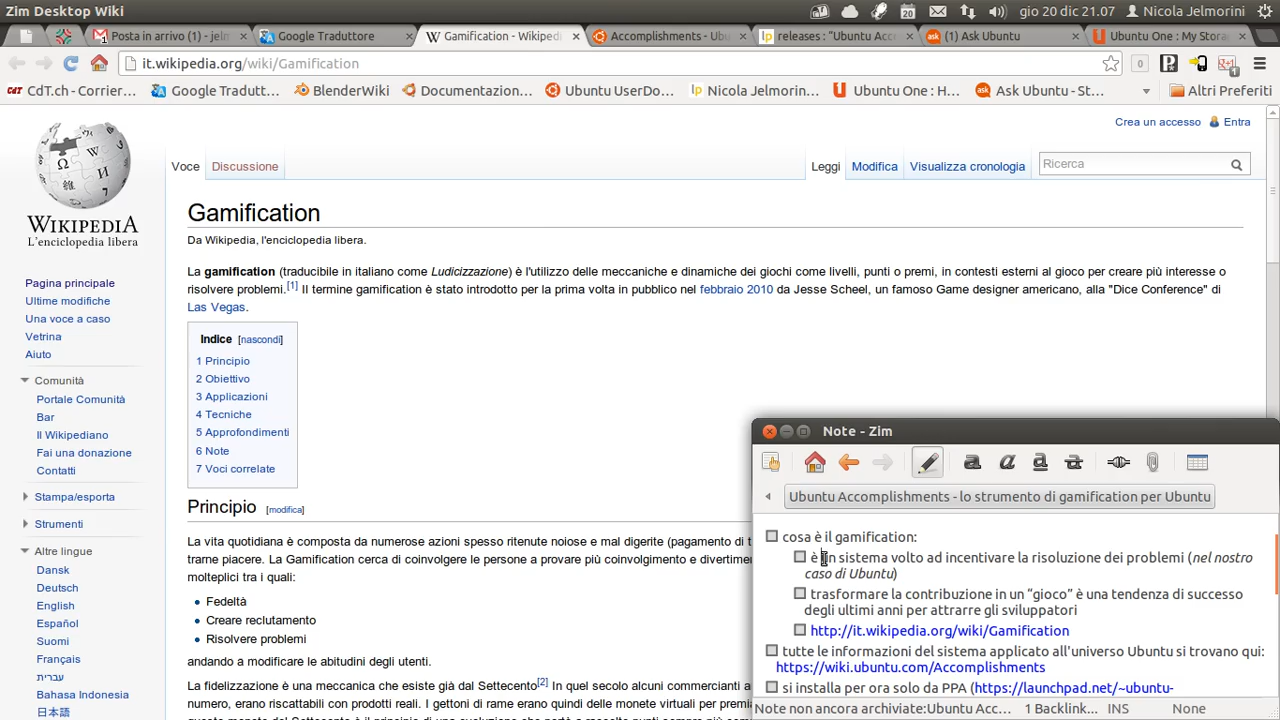 Zim Desktop Wiki
20
gio 20 dic 21.07
Nicola Jelmorini
1
Posta in arrivo (1) - jelm
Google Traduttore
Gamification - Wikiped
Accomplishments - Ubu
releases : "Ubuntu Acc
(1) Ask Ubuntu
Ubuntu One : My Stora
it.wikipedia.org/wiki/Gamification
0
1
CdT.ch - Corrier...
Google Tradutt...
BlenderWiki
Documentazion...
Ubuntu UserDo...
Nicola Jelmorini...
Ubuntu One : H...
Ask Ubuntu - St...
Altri Preferiti
Crea un accesso
Entra
Voce
Discussione
Leggi
Modifica
Visualizza cronologia
Ricerca
WIKIPEDIA
L'enciclopedia libera
Pagina principale
Ultime modifiche
Una voce a caso
Vetrina
Aiuto
Comunità
Portale Comunità
Bar
Il Wikipediano
Fai una donazione
Contatti
Stampa/esporta
Strumenti
Altre lingue
Dansk
Deutsch
English
Español
Suomi
Français
עברית
Bahasa Indonesia
日本語
Gamification
Da Wikipedia, l'enciclopedia libera.
La gamification (traducibile in italiano come Ludicizzazione) è l'utilizzo delle meccaniche e dinamiche dei giochi come livelli, punti o premi, in contesti esterni al gioco per creare più interesse o
risolvere problemi.[1] Il termine gamification è stato introdotto per la prima volta in pubblico nel febbraio 2010 da Jesse Scheel, un famoso Game designer americano, alla "Dice Conference" di
Las Vegas.
Indice [nascondi]
1 Principio
2 Obiettivo
3 Applicazioni
4 Tecniche
5 Approfondimenti
6 Note
7 Voci correlate
Principio [modifica]
La vita quotidiana è composta da numerose azioni spesso ritenute noiose e mal digerite (pagamento di t
trarne piacere. La Gamification cerca di coinvolgere le persone a provare più coinvolgimento e divertimen
molteplici tra i quali:
Fedeltà
Creare reclutamento
Risolvere problemi
andando a modificare le abitudini degli utenti.
La fidelizzazione è una meccanica che esiste già dal Settecento[2] In quel secolo alcuni commercianti a
numero, erano riscattabili con prodotti reali. I gettoni di rame erano quindi delle monete virtuali per premia
Note - Zim
Ubuntu Accomplishments - lo strumento di gamification per Ubuntu
cosa è il gamification:
è un sistema volto ad incentivare la risoluzione dei problemi (nel nostro
caso di Ubuntu)
trasformare la contribuzione in un “gioco” è una tendenza di successo
degli ultimi anni per attrarre gli sviluppatori
http://it.wikipedia.org/wiki/Gamification
tutte le informazioni del sistema applicato all'universo Ubuntu si trovano qui:
https://wiki.ubuntu.com/Accomplishments
si installa per ora solo da PPA (https://launchpad.net/~ubuntu-
Note non ancora archiviate:Ubuntu Acc...
1 Backlink...
INS
None